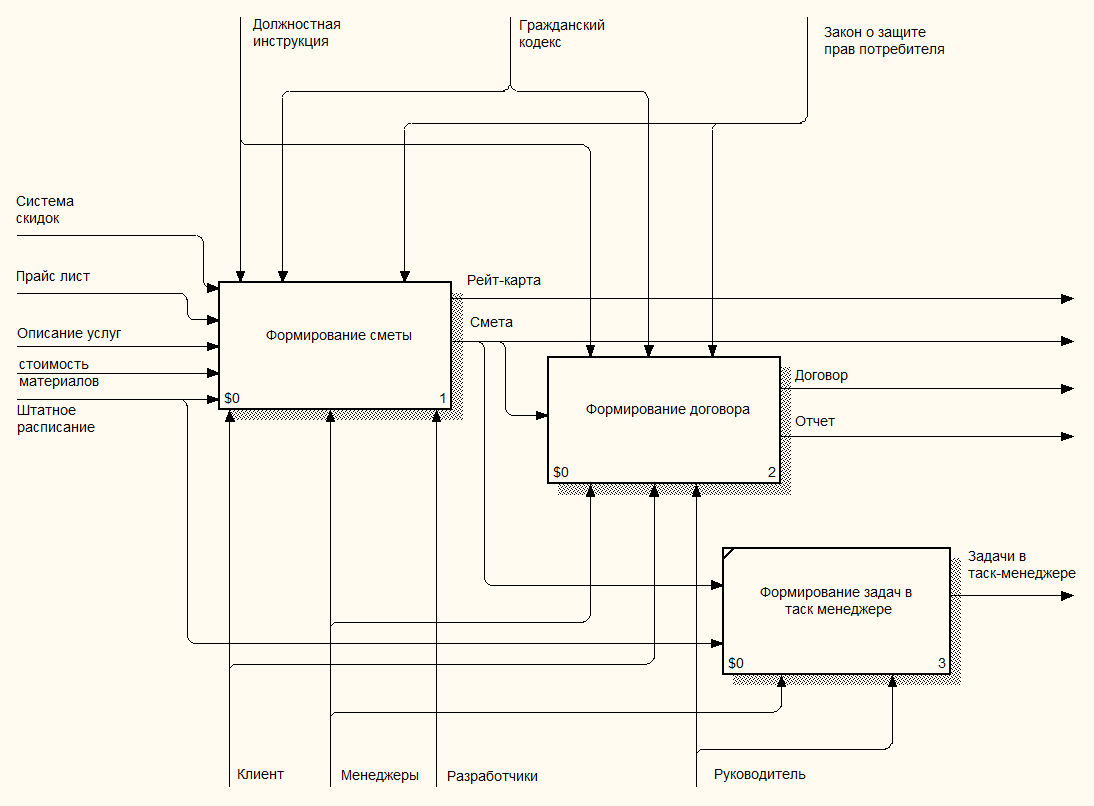 Должностная
инструкция
Гражданский
кодекс
Закон о защите
прав потребителя
Система
скидок
Прайс лист
Описание услуг
стоимость
материалов
Штатное
расписание
Формирование сметы
$0 1
Рейт-карта
Смета
Формирование договора
$0 2
Договор
Отчет
Формирование задач в
таск менеджере
$0 3
Задачи в
таск-менеджере
Клиент
Менеджеры
Разработчики
Руководитель